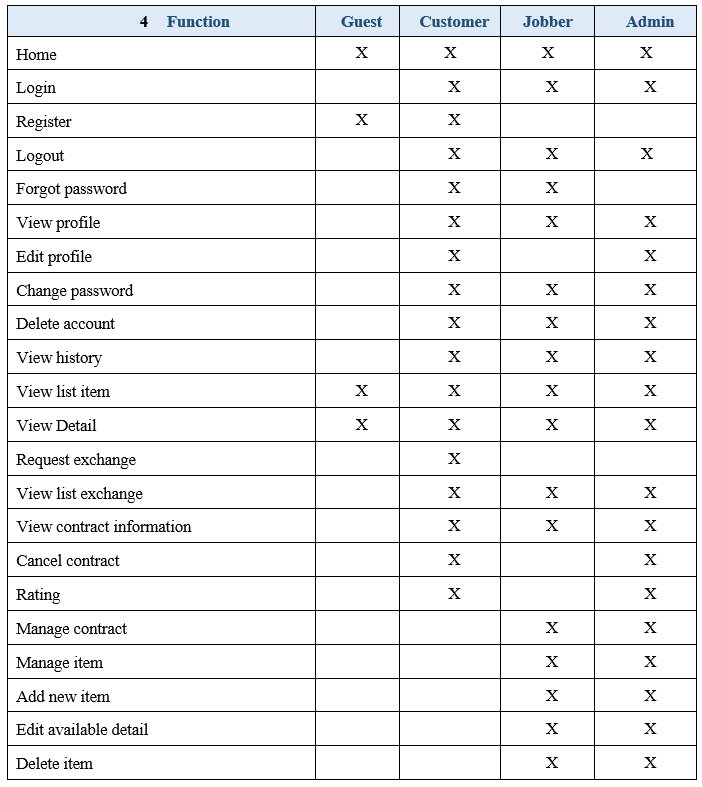 4 Function Guest Customer Jobber Admin
Home X X X X
Login X X X
Register X X
Logout X X X
Forgot password X X
View profile X X X
Edit profile X X
Change password X X X
Delete account X X X
View history X X X
View list item X X X X
View Detail X X X X
Request exchange X
View list exchange X X X
View contract information X X X
Cancel contract X X
Rating X X
Manage contract X X
Manage item X X
Add new item X X
Edit available detail X X
Delete item X X